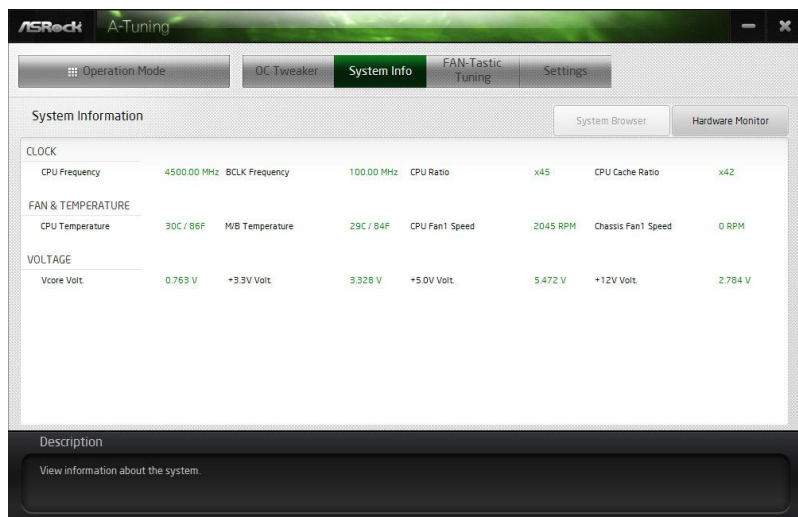 ASRock A-Tuning
Operation Mode OC Tweaker System Info FAN-Tastic Tuning Settings
System Information System Browser Hardware Monitor
CLOCK
CPU Frequency 4500.00 MHz BCLK Frequency 100.00 MHz CPU Ratio x45 CPU Cache Ratio x42
FAN & TEMPERATURE
CPU Temperature 30C / 86F M/B Temperature 29C / 84F CPU Fan1 Speed 2045 RPM Chassis Fan1 Speed 0 RPM
VOLTAGE
Vcore Volt. 0.763 V +3.3V Volt. 3.328 V +5.0V Volt. 5.472 V +12V Volt. 2.784 V
Description
View information about the system.